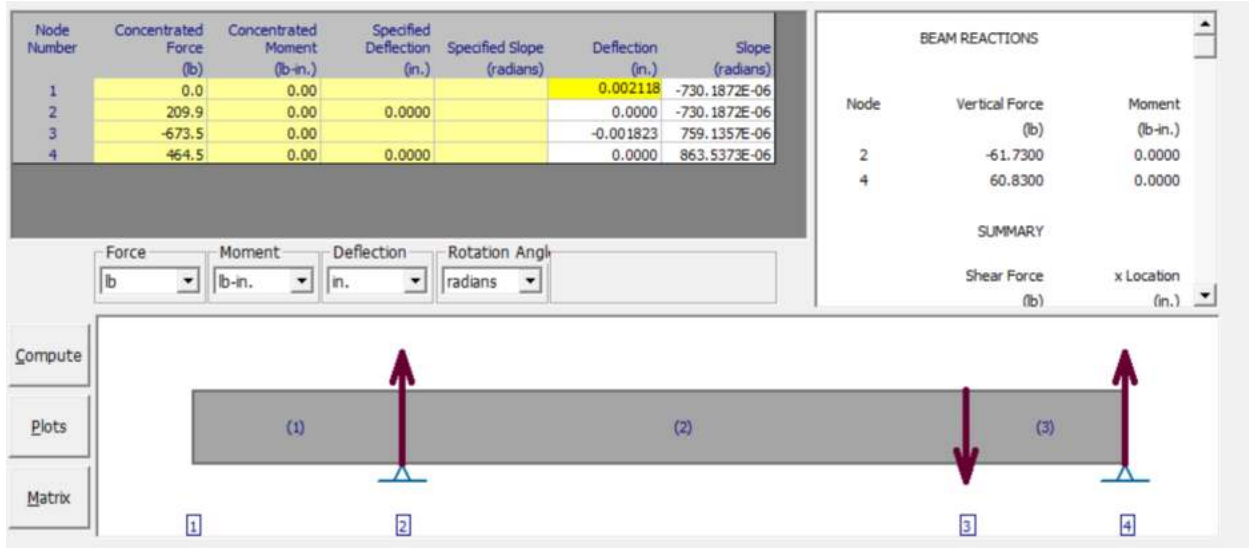 Node Number Concentrated Force (lb) Concentrated Moment (lb-in.) Specified Deflection (in.) Specified Slope (radians) Deflection (in.) Slope (radians)
1 0.0 0.00 0.002118 -730.1872E-06
2 209.9 0.00 0.0000 0.0000 -730.1872E-06
3 -673.5 0.00 -0.001823 759.1357E-06
4 464.5 0.00 0.0000 0.0000 863.5373E-06
BEAM REACTIONS
Node Vertical Force Moment
(lb) (lb-in.)
2 -61.7300 0.0000
4 60.8300 0.0000
SUMMARY
Shear Force x Location
(lb) (in.)
Force Moment Deflection Rotation Angl
lb lb-in. in. radians
Compute
Plots
Matrix
(1) (2) (3)
1 2 3 4